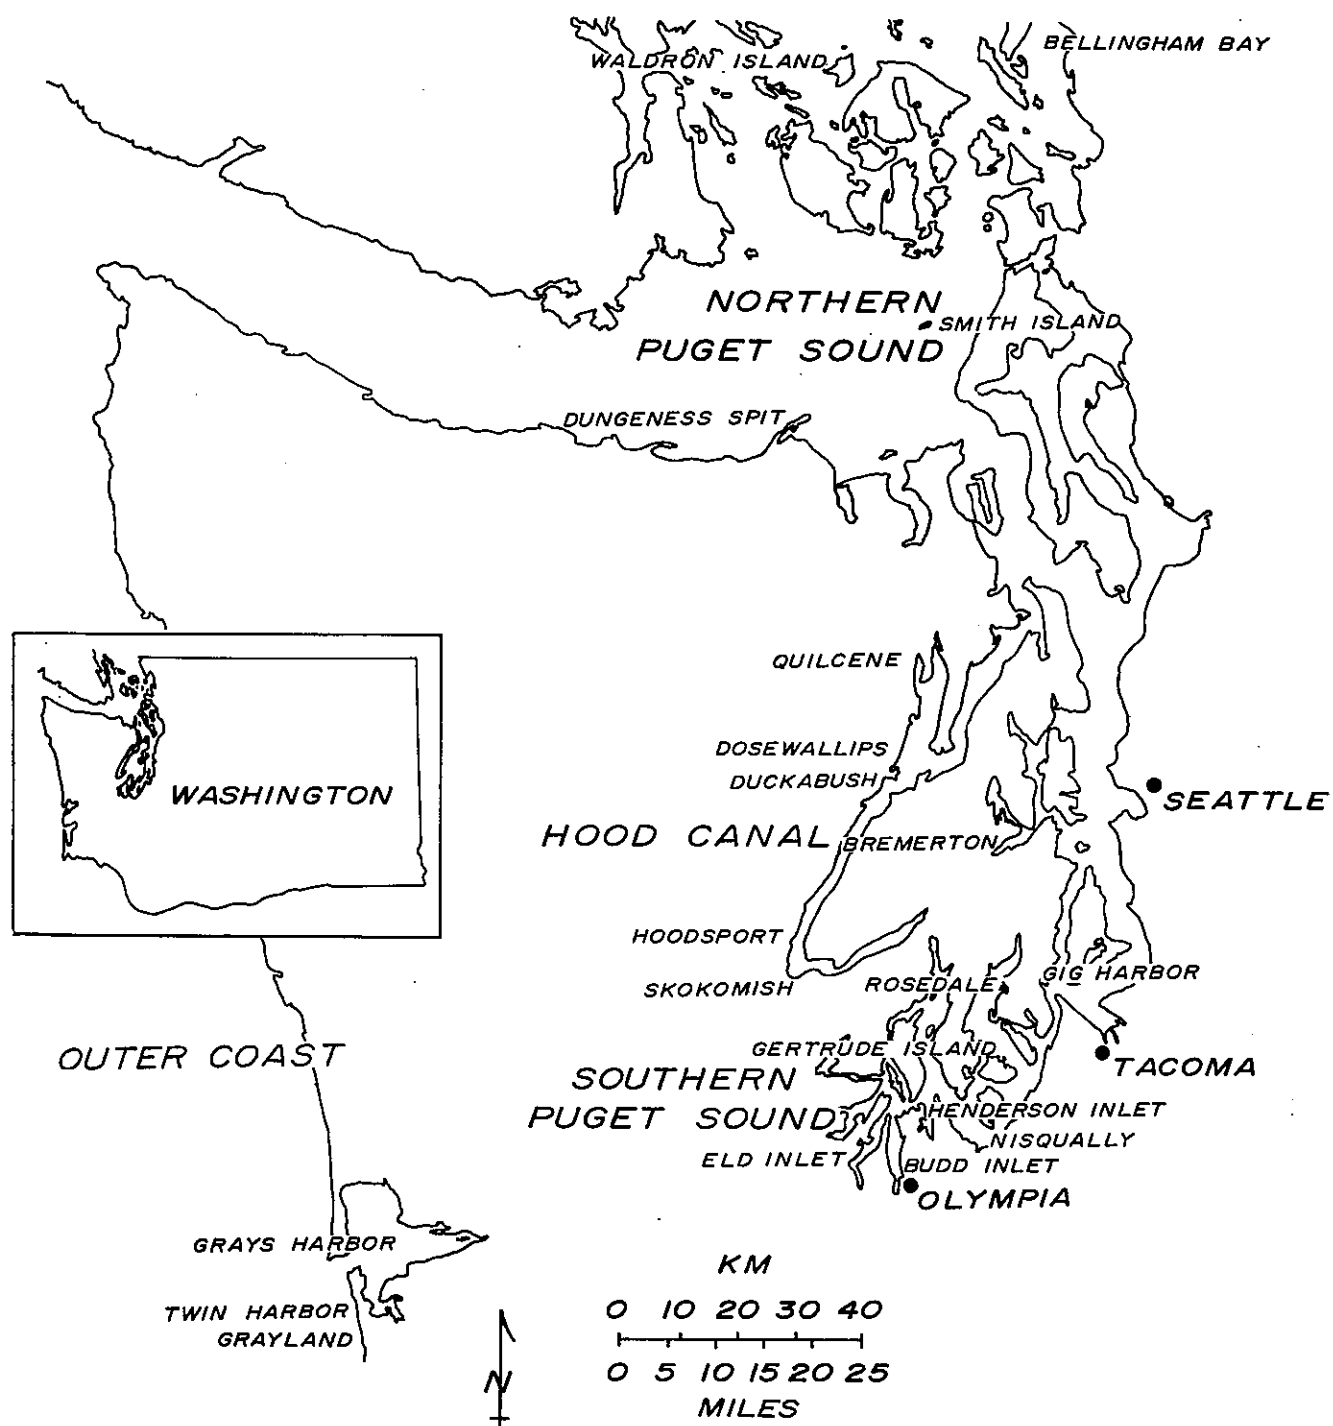 BELLINGHAM BAY
WALDRON ISLAND
NORTHERN
PUGET SOUND
SMITH ISLAND
DUNGENESS SPIT
QUILCENE
DOSEWALLIPS
DUCKABUSH
SEATTLE
WASHINGTON
HOOD CANAL
BREMERTON
HOODSPORT
SKOKOMISH
ROSEDALE
GIG HARBOR
OUTER COAST
GERTRUDE ISLAND
TACOMA
SOUTHERN
PUGET SOUND
HENDERSON INLET
NISQUALLY
ELD INLET
BUDD INLET
OLYMPIA
GRAYS HARBOR
TWIN HARBOR
GRAYLAND
N
KM
0 10 20 30 40
0 5 10 15 20 25
MILES